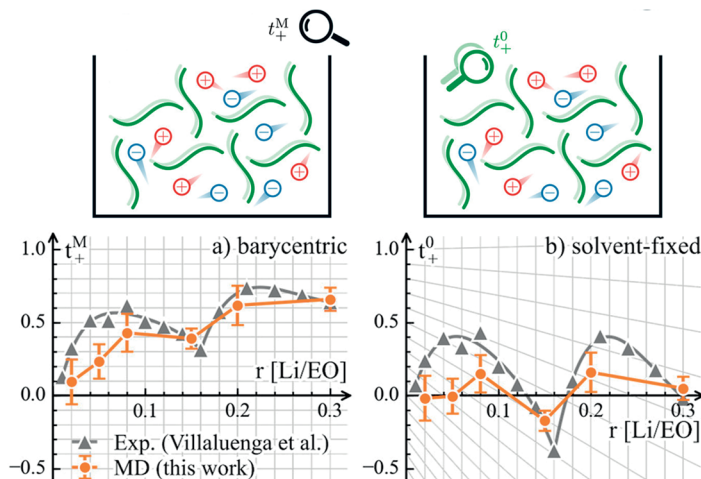 t₊ᴹ
t₊⁰
+ + − − + − + − − +
+ + − − + − + − − +
1.0 t₊ᴹ a) barycentric
0.5
r [Li/EO]
0.0 0.1 0.2 0.3
Exp. (Villaluenga et al.)
−0.5 MD (this work)
1.0 t₊⁰ b) solvent-fixed
0.5
0.0 0.1 0.2 0.3
r [Li/EO]
−0.5